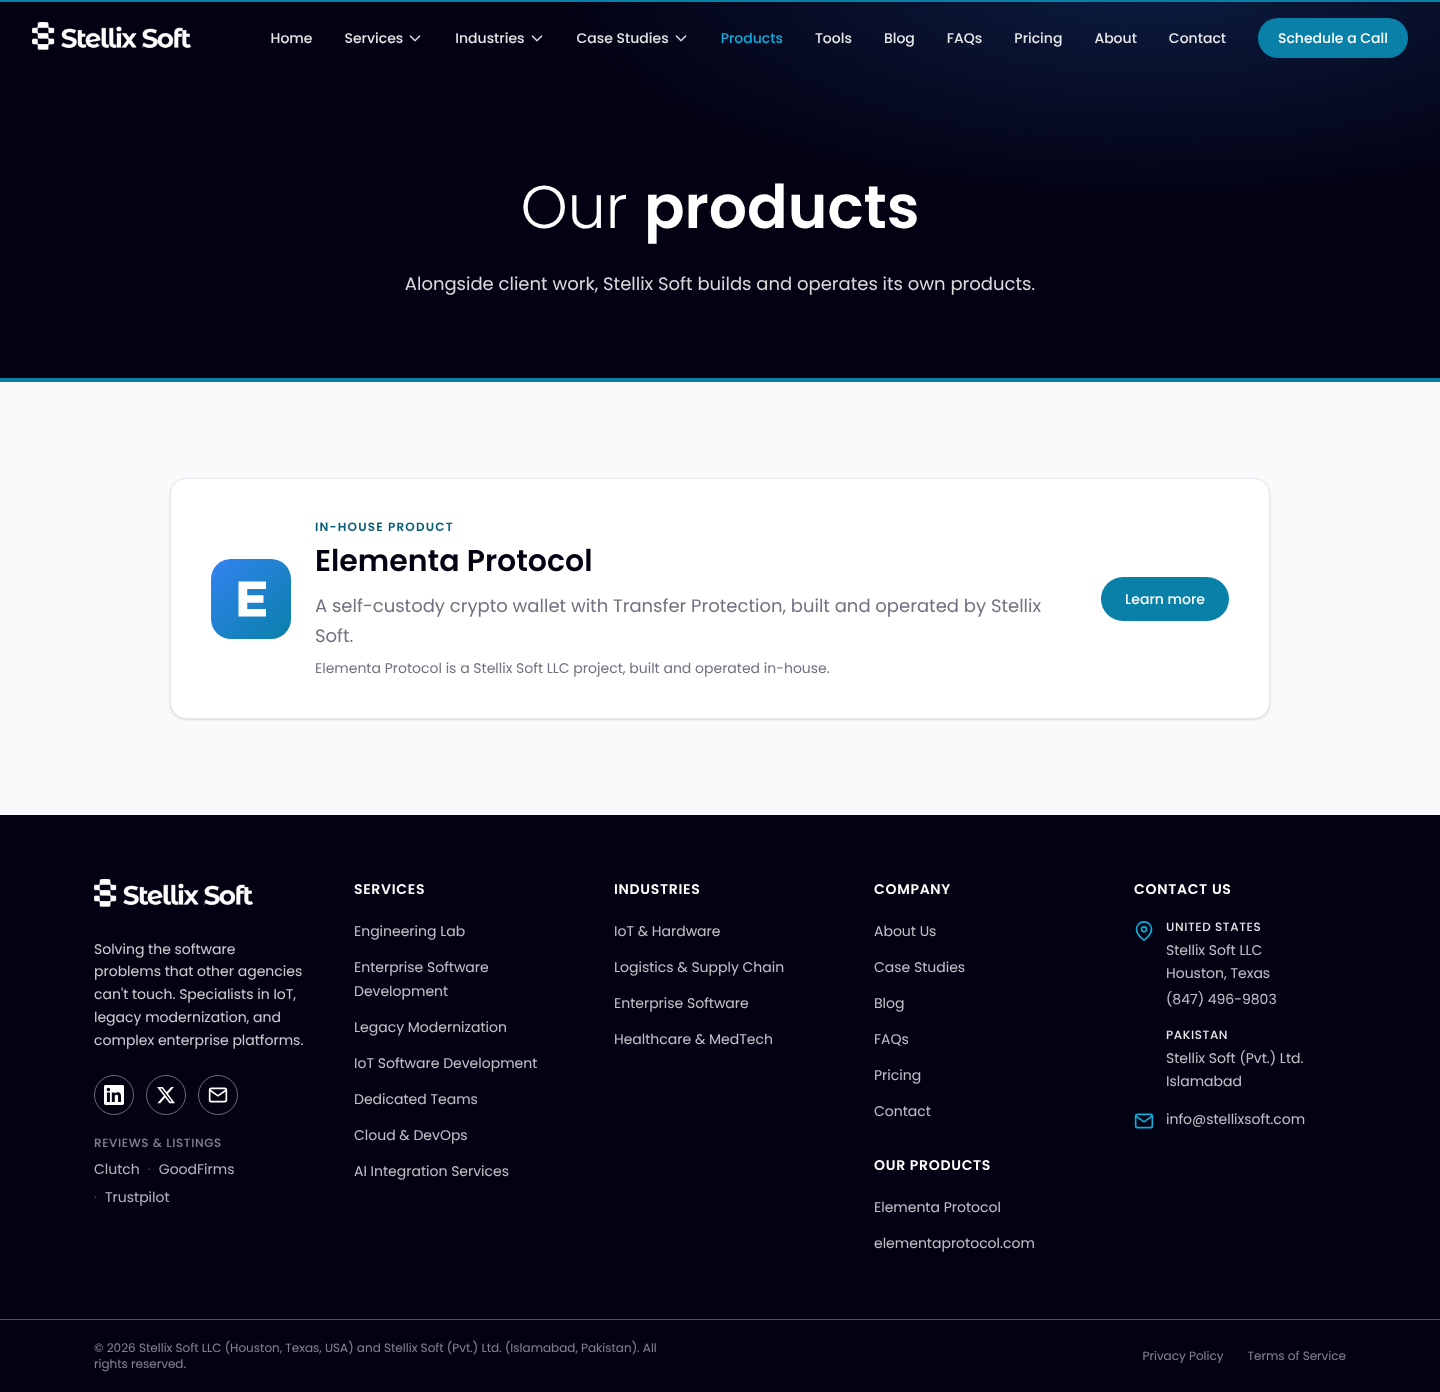 Stellix Soft
Home Services Industries Case Studies Products Tools Blog FAQs Pricing About Contact Schedule a Call
Our products
Alongside client work, Stellix Soft builds and operates its own products.
IN-HOUSE PRODUCT
Elementa Protocol
E
A self-custody crypto wallet with Transfer Protection, built and operated by Stellix
Soft.
Elementa Protocol is a Stellix Soft LLC project, built and operated in-house.
Learn more
Stellix Soft
Solving the software
problems that other agencies
can't touch. Specialists in IoT,
legacy modernization, and
complex enterprise platforms.
REVIEWS & LISTINGS
Clutch · GoodFirms
· Trustpilot
SERVICES
Engineering Lab
Enterprise Software
Development
Legacy Modernization
IoT Software Development
Dedicated Teams
Cloud & DevOps
AI Integration Services
INDUSTRIES
IoT & Hardware
Logistics & Supply Chain
Enterprise Software
Healthcare & MedTech
COMPANY
About Us
Case Studies
Blog
FAQs
Pricing
Contact
OUR PRODUCTS
Elementa Protocol
elementaprotocol.com
CONTACT US
UNITED STATES
Stellix Soft LLC
Houston, Texas
(847) 496-9803
PAKISTAN
Stellix Soft (Pvt.) Ltd.
Islamabad
info@stellixsoft.com
© 2026 Stellix Soft LLC (Houston, Texas, USA) and Stellix Soft (Pvt.) Ltd. (Islamabad, Pakistan). All
rights reserved.
Privacy Policy Terms of Service